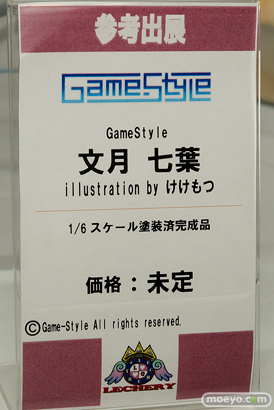 参考出展
GameStyle
GameStyle
文月 七葉
illustration by けけもつ
1/6 スケール塗装済完成品
価格：未定
©Game-Style All rights reserved.
LECHERY
moeyo.com